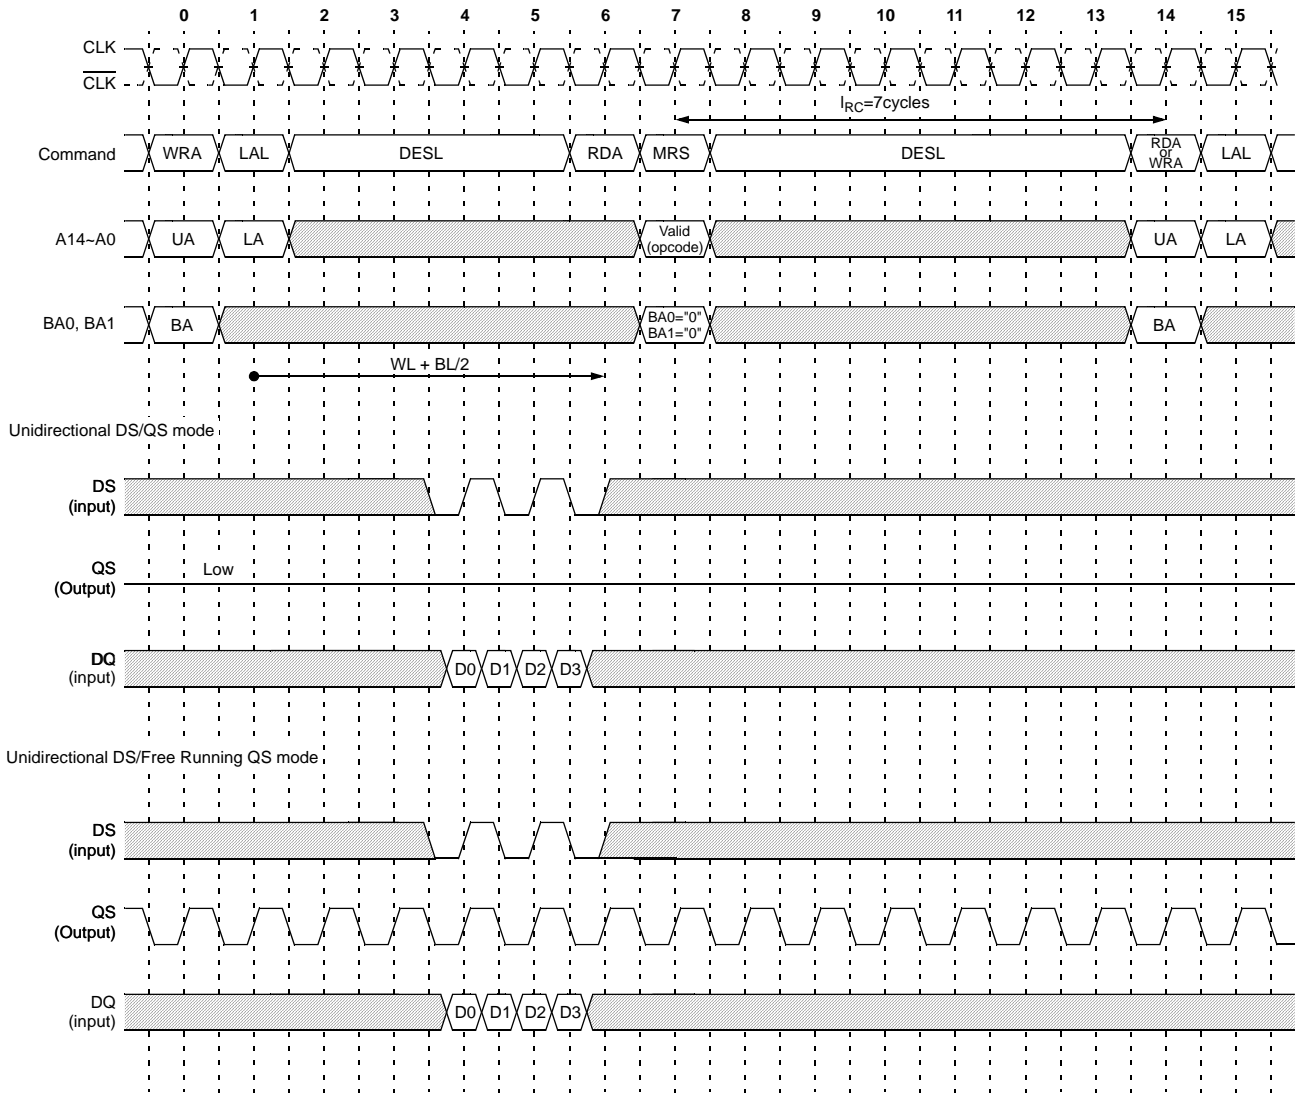 0 1 2 3 4 5 6 7 8 9 10 11 12 13 14 15
CLK
CLK
IRC=7cycles
Command WRA LAL DESL RDA MRS DESL RDA or WRA LAL
A14~A0 UA LA Valid (opcode) UA LA
BA0, BA1 BA BA0="0" BA1="0" BA
WL + BL/2
Unidirectional DS/QS mode
DS
(input)
QS
(Output)
Low
DQ
(input)
D0 D1 D2 D3
Unidirectional DS/Free Running QS mode
DS
(input)
QS
(Output)
DQ
(input)
D0 D1 D2 D3